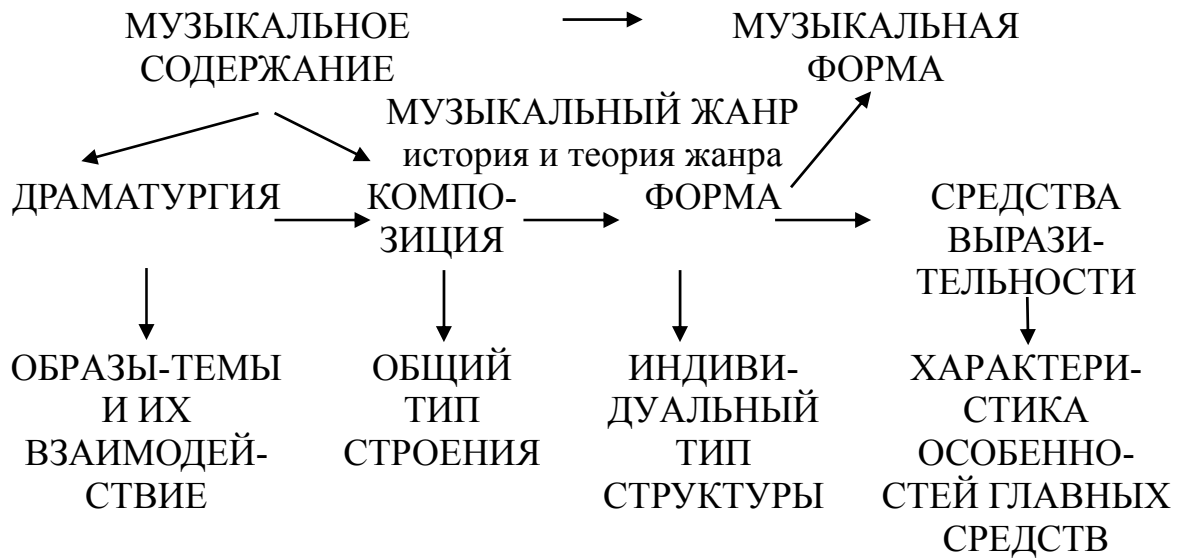 МУЗЫКАЛЬНОЕ
СОДЕРЖАНИЕ
МУЗЫКАЛЬНАЯ
ФОРМА
МУЗЫКАЛЬНЫЙ ЖАНР
история и теория жанра
ДРАМАТУРГИЯ
КОМПО-
ЗИЦИЯ
ФОРМА
СРЕДСТВА
ВЫРАЗИ-
ТЕЛЬНОСТИ
ОБРАЗЫ-ТЕМЫ
И ИХ
ВЗАИМОДЕЙ-
СТВИЕ
ОБЩИЙ
ТИП
СТРОЕНИЯ
ИНДИВИ-
ДУАЛЬНЫЙ
ТИП
СТРУКТУРЫ
ХАРАКТЕРИ-
СТИКА
ОСОБЕННО-
СТЕЙ ГЛАВНЫХ
СРЕДСТВ